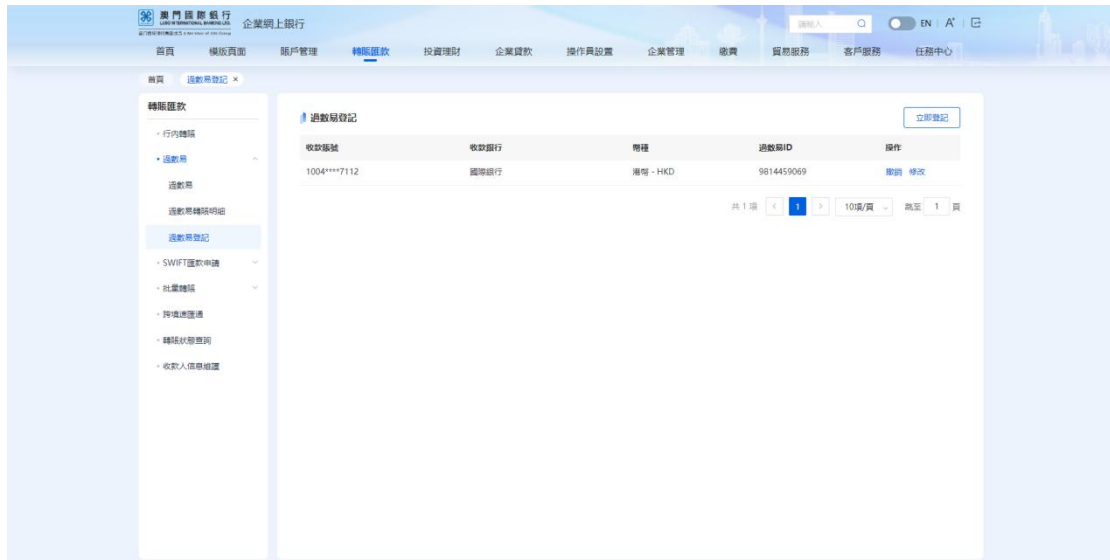 澳門國際銀行
LUSO INTERNATIONAL BANKING LTD.
企業網上銀行
請輸入
EN
A
首頁 模版頁面 賬戶管理 轉賬匯款 投資理財 企業貸款 操作員設置 企業管理 繳費 貿易服務 客戶服務 任務中心
首頁 過數易登記 ×
轉賬匯款
行內轉賬
過數易
過數易
過數易轉賬明細
過數易登記
SWIFT匯款申請
批量轉賬
跨境速匯通
轉賬狀態查詢
收款人信息維護
過數易登記 立即登記
收款賬號 收款銀行 幣種 過數易ID 操作
1004****7112 國際銀行 港幣 - HKD 9814459069 撤銷 修改
共 1 項 < 1 > 10項/頁 跳至 1 頁